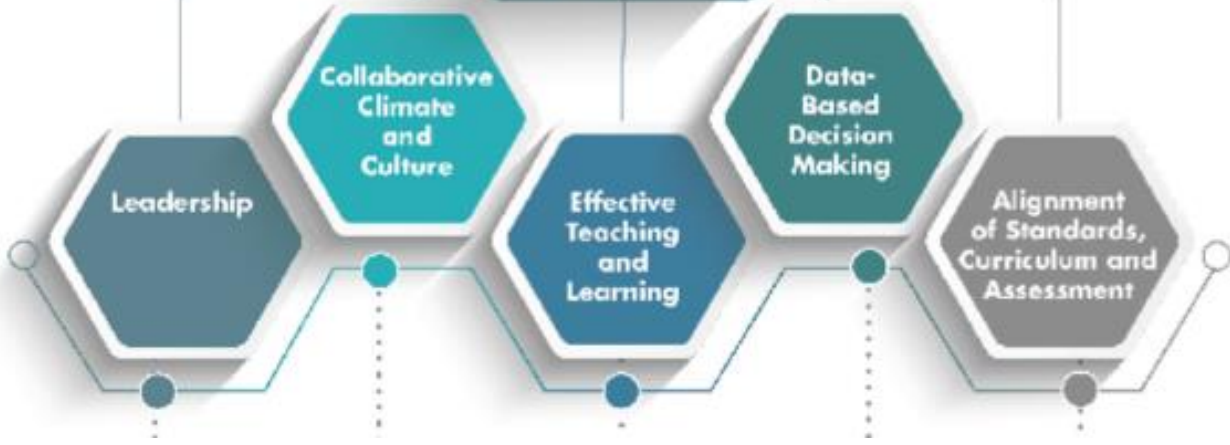 Leadership
Collaborative
Climate
and
Culture
Effective
Teaching
and
Learning
Data-
Based
Decision
Making
Alignment
of Standards,
Curriculum and
Assessment